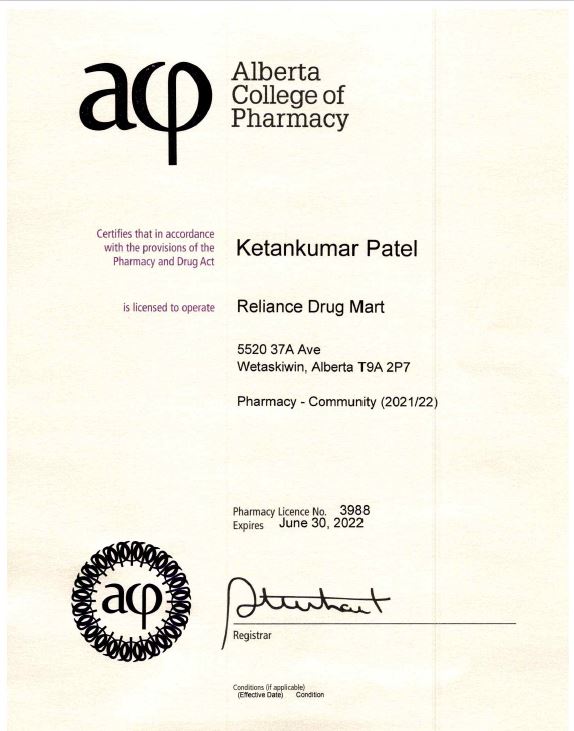 acp
Alberta
College of
Pharmacy
Certifies that in accordance
with the provisions of the
Pharmacy and Drug Act
Ketankumar Patel
is licensed to operate
Reliance Drug Mart
5520 37A Ave
Wetaskiwin, Alberta T9A 2P7
Pharmacy - Community (2021/22)
Pharmacy Licence No. 3988
Expires June 30, 2022
acp
Registrar
Conditions (if applicable)
(Effective Date) Condition